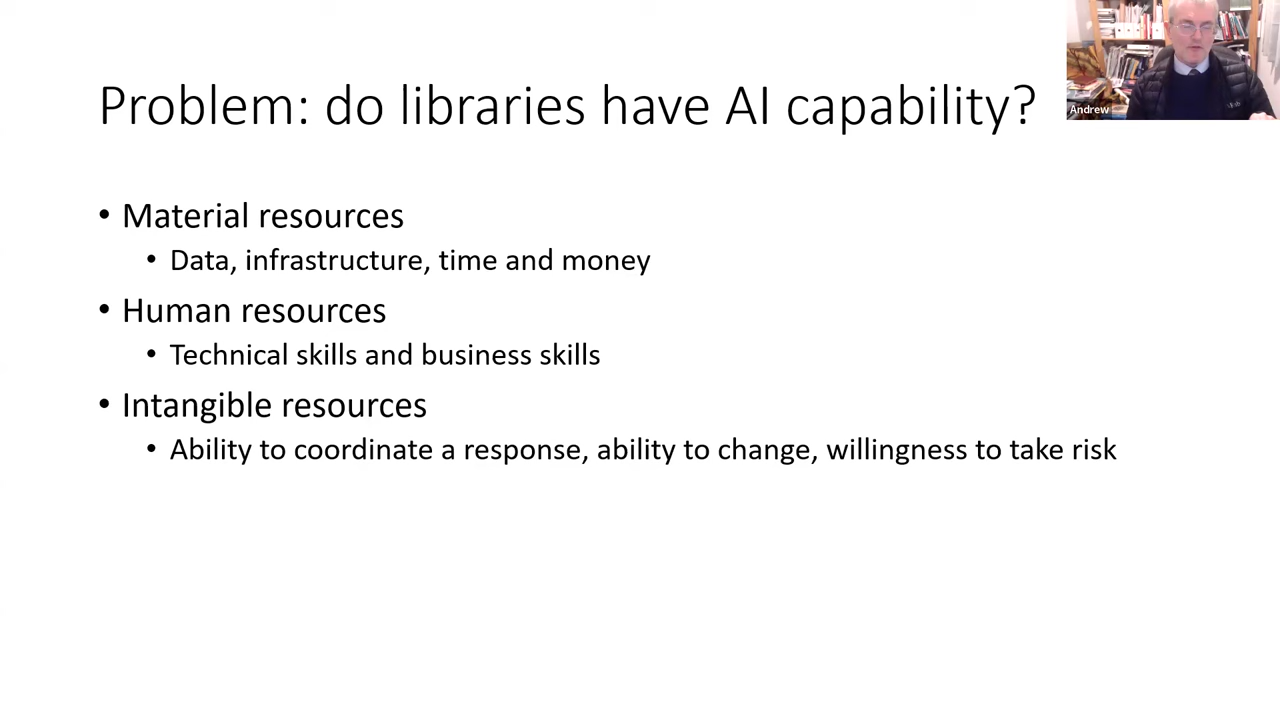 Problem: do libraries have AI capability?
• Material resources
• Data, infrastructure, time and money
• Human resources
• Technical skills and business skills
• Intangible resources
• Ability to coordinate a response, ability to change, willingness to take risk
Andrew